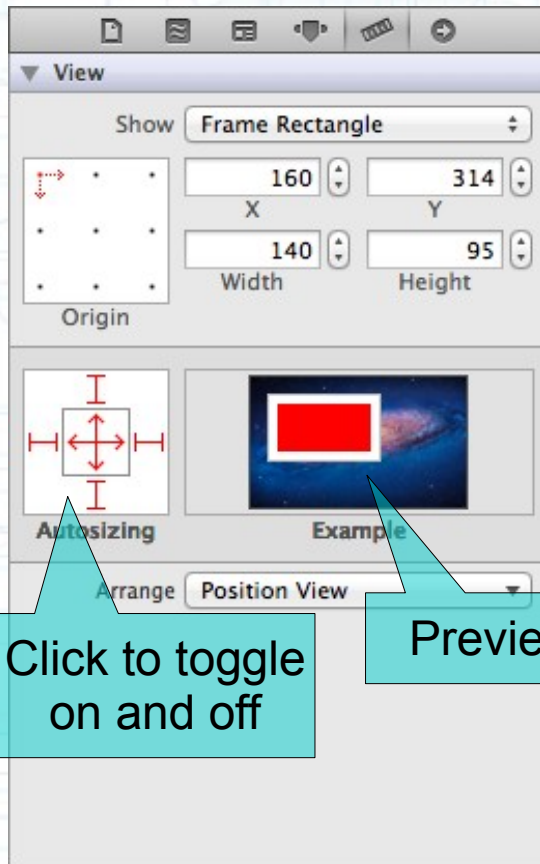 View
Show Frame Rectangle
160 314
X Y
140 95
Width Height
Origin
Autosizing Example
Arrange Position View
Click to toggle
on and off